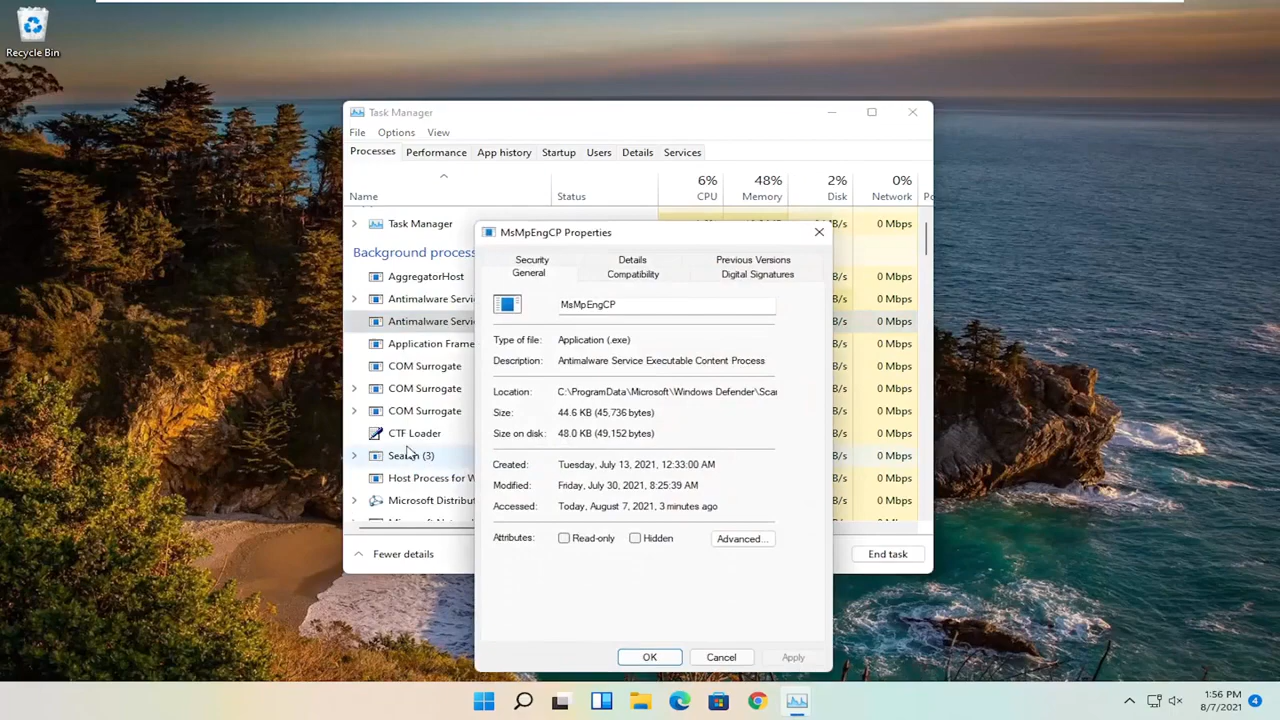 Recycle Bin
Task Manager
File Options View
Processes Performance App history Startup Users Details Services
6% 48% 2% 0%
Name Status CPU Memory Disk Network Po
Task Manager 0 Mbps
Background proces
AggregatorHost B/s 0 Mbps
Antimalware Servi B/s 0 Mbps
Antimalware Servi B/s 0 Mbps
Application Frame B/s 0 Mbps
COM Surrogate B/s 0 Mbps
COM Surrogate B/s 0 Mbps
COM Surrogate B/s 0 Mbps
CTF Loader B/s 0 Mbps
Search (3) B/s 0 Mbps
Host Process for W B/s 0 Mbps
Microsoft Distribut B/s 0 Mbps
Fewer details End task
MsMpEngCP Properties
Security Details Previous Versions
General Compatibility Digital Signatures
MsMpEngCP
Type of file: Application (.exe)
Description: Antimalware Service Executable Content Process
Location: C:\ProgramData\Microsoft\Windows Defender\Scar
Size: 44.6 KB (45,736 bytes)
Size on disk: 48.0 KB (49,152 bytes)
Created: Tuesday, July 13, 2021, 12:33:00 AM
Modified: Friday, July 30, 2021, 8:25:39 AM
Accessed: Today, August 7, 2021, 3 minutes ago
Attributes: Read-only Hidden Advanced...
OK Cancel Apply
1:56 PM
8/7/2021 4